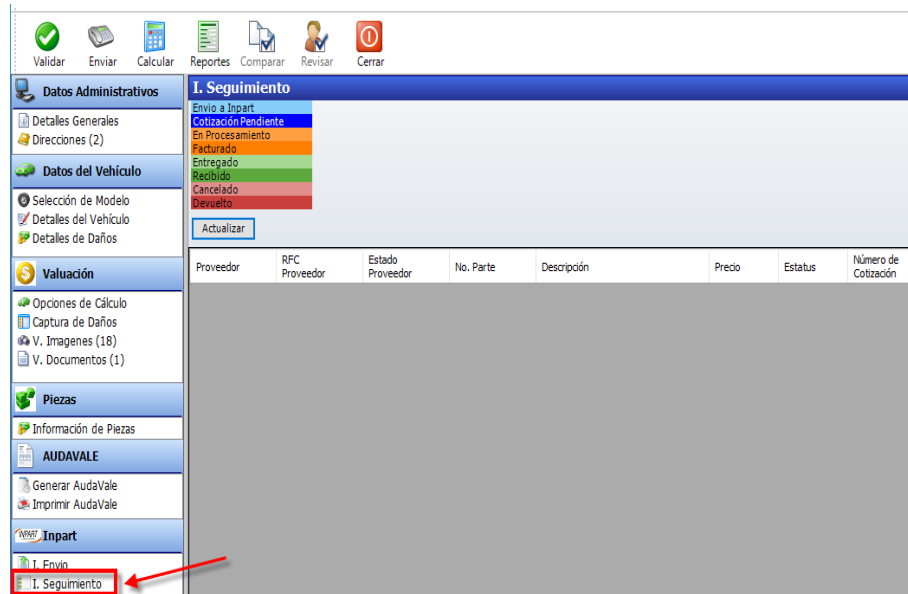 Validar Enviar Calcular Reportes Comparar Revisar Cerrar
Datos Administrativos
Detalles Generales
Direcciones (2)
Datos del Vehículo
Selección de Modelo
Detalles del Vehículo
Detalles de Daños
Valuación
Opciones de Cálculo
Captura de Daños
V. Imagenes (18)
V. Documentos (1)
Piezas
Información de Piezas
AUDAVALE
Generar AudaVale
Imprimir AudaVale
INPART Inpart
I. Envio
I. Seguimiento
I. Seguimiento
Envio a Inpart
Cotización Pendiente
En Procesamiento
Facturado
Entregado
Recibido
Cancelado
Devuelto
Actualizar
Proveedor
RFC
Proveedor
Estado
Proveedor
No. Parte
Descripción
Precio
Estatus
Número de
Cotización